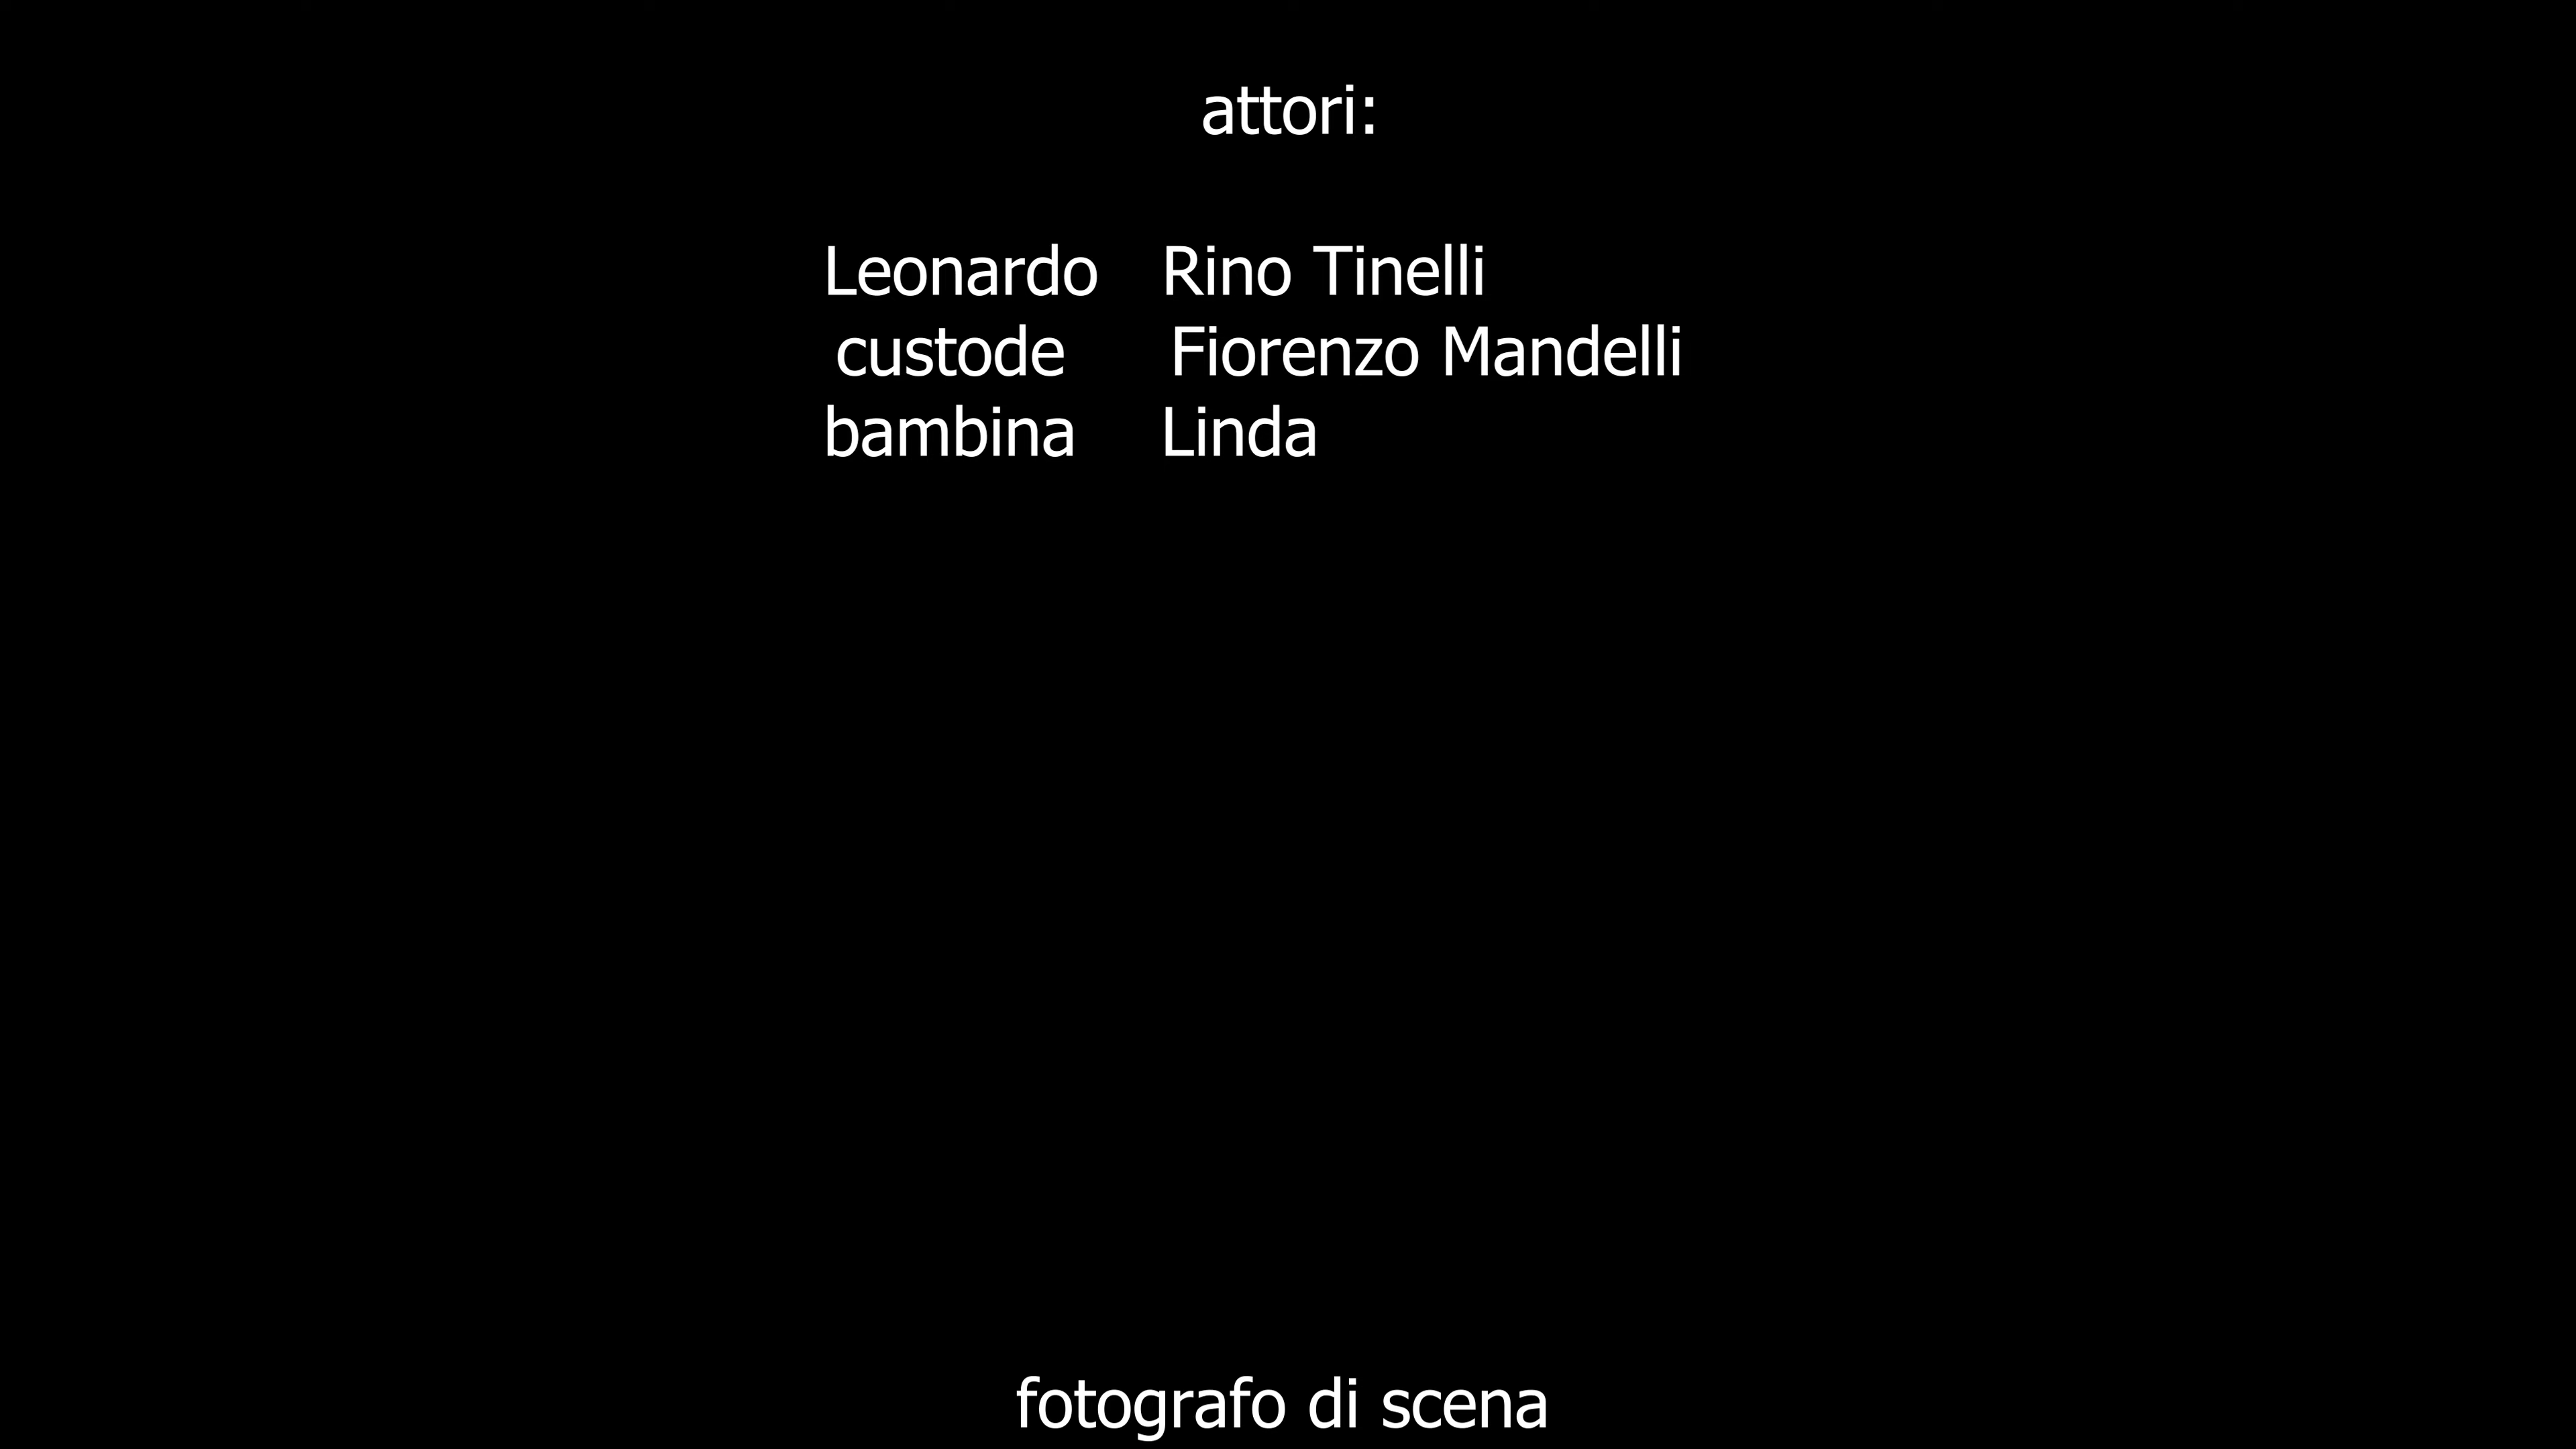 attori:
Leonardo Rino Tinelli
custode Fiorenzo Mandelli
bambina Linda
fotografo di scena